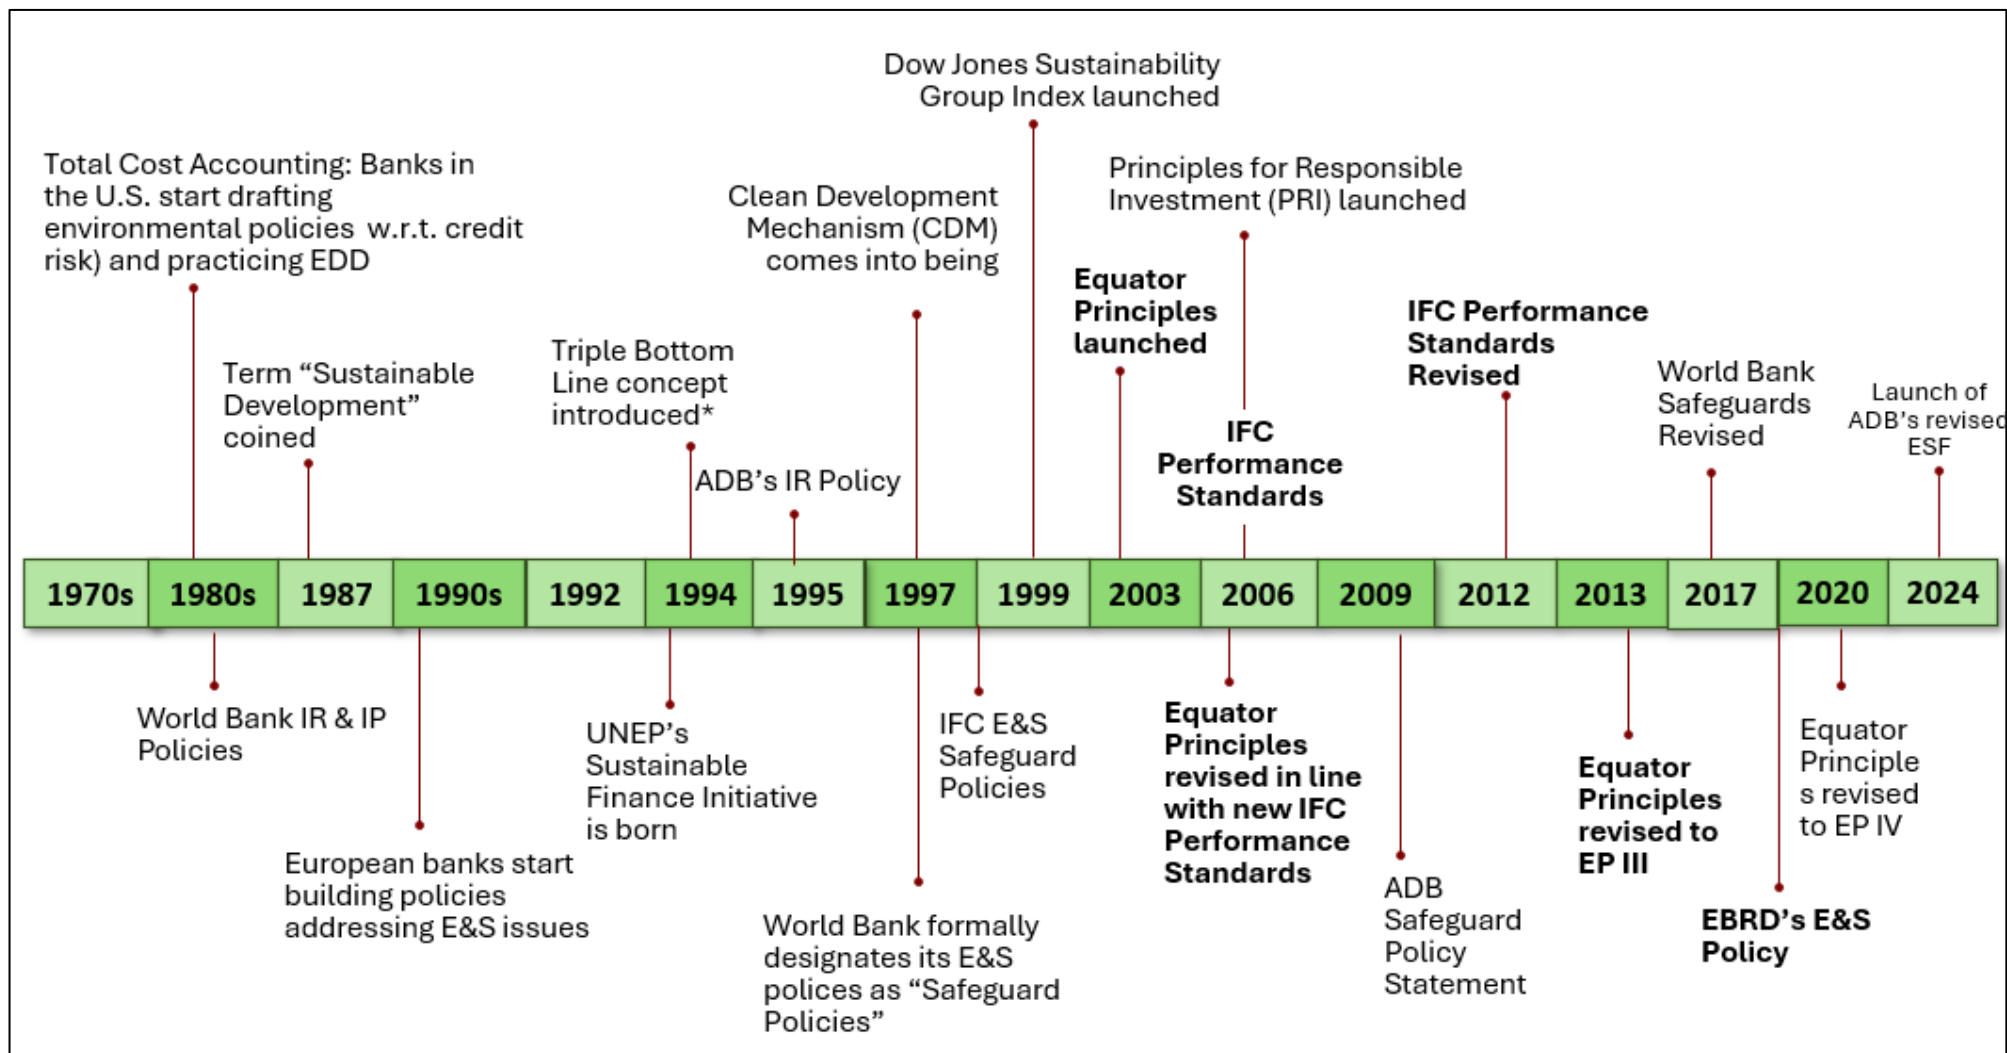 Dow Jones Sustainability
Group Index launched
Total Cost Accounting: Banks in
the U.S. start drafting
environmental policies  w.r.t. credit
risk) and practicing EDD
Principles for Responsible
Investment (PRI) launched
Clean Development
Mechanism (CDM)
comes into being
Equator
Principles
launched
IFC Performance
Standards
Revised
Triple Bottom
Line concept
introduced*
Term “Sustainable
Development”
coined
World Bank
Safeguards
Revised
Launch of
ADB’s revised
ESF
IFC
Performance
Standards
ADB’s IR Policy
1970s 1980s 1987 1990s 1992 1994 1995 1997 1999 2003 2006 2009 2012 2013 2017 2020 2024
World Bank IR & IP
Policies
European banks start
building policies
addressing E&S issues
UNEP’s
Sustainable
Finance Initiative
is born
World Bank formally
designates its E&S
polices as “Safeguard
Policies”
IFC E&S
Safeguard
Policies
Equator
Principles
revised in line
with new IFC
Performance
Standards
ADB
Safeguard
Policy
Statement
Equator
Principles
revised to
EP III
EBRD’s E&S
Policy
Equator
Principle
s revised
to EP IV